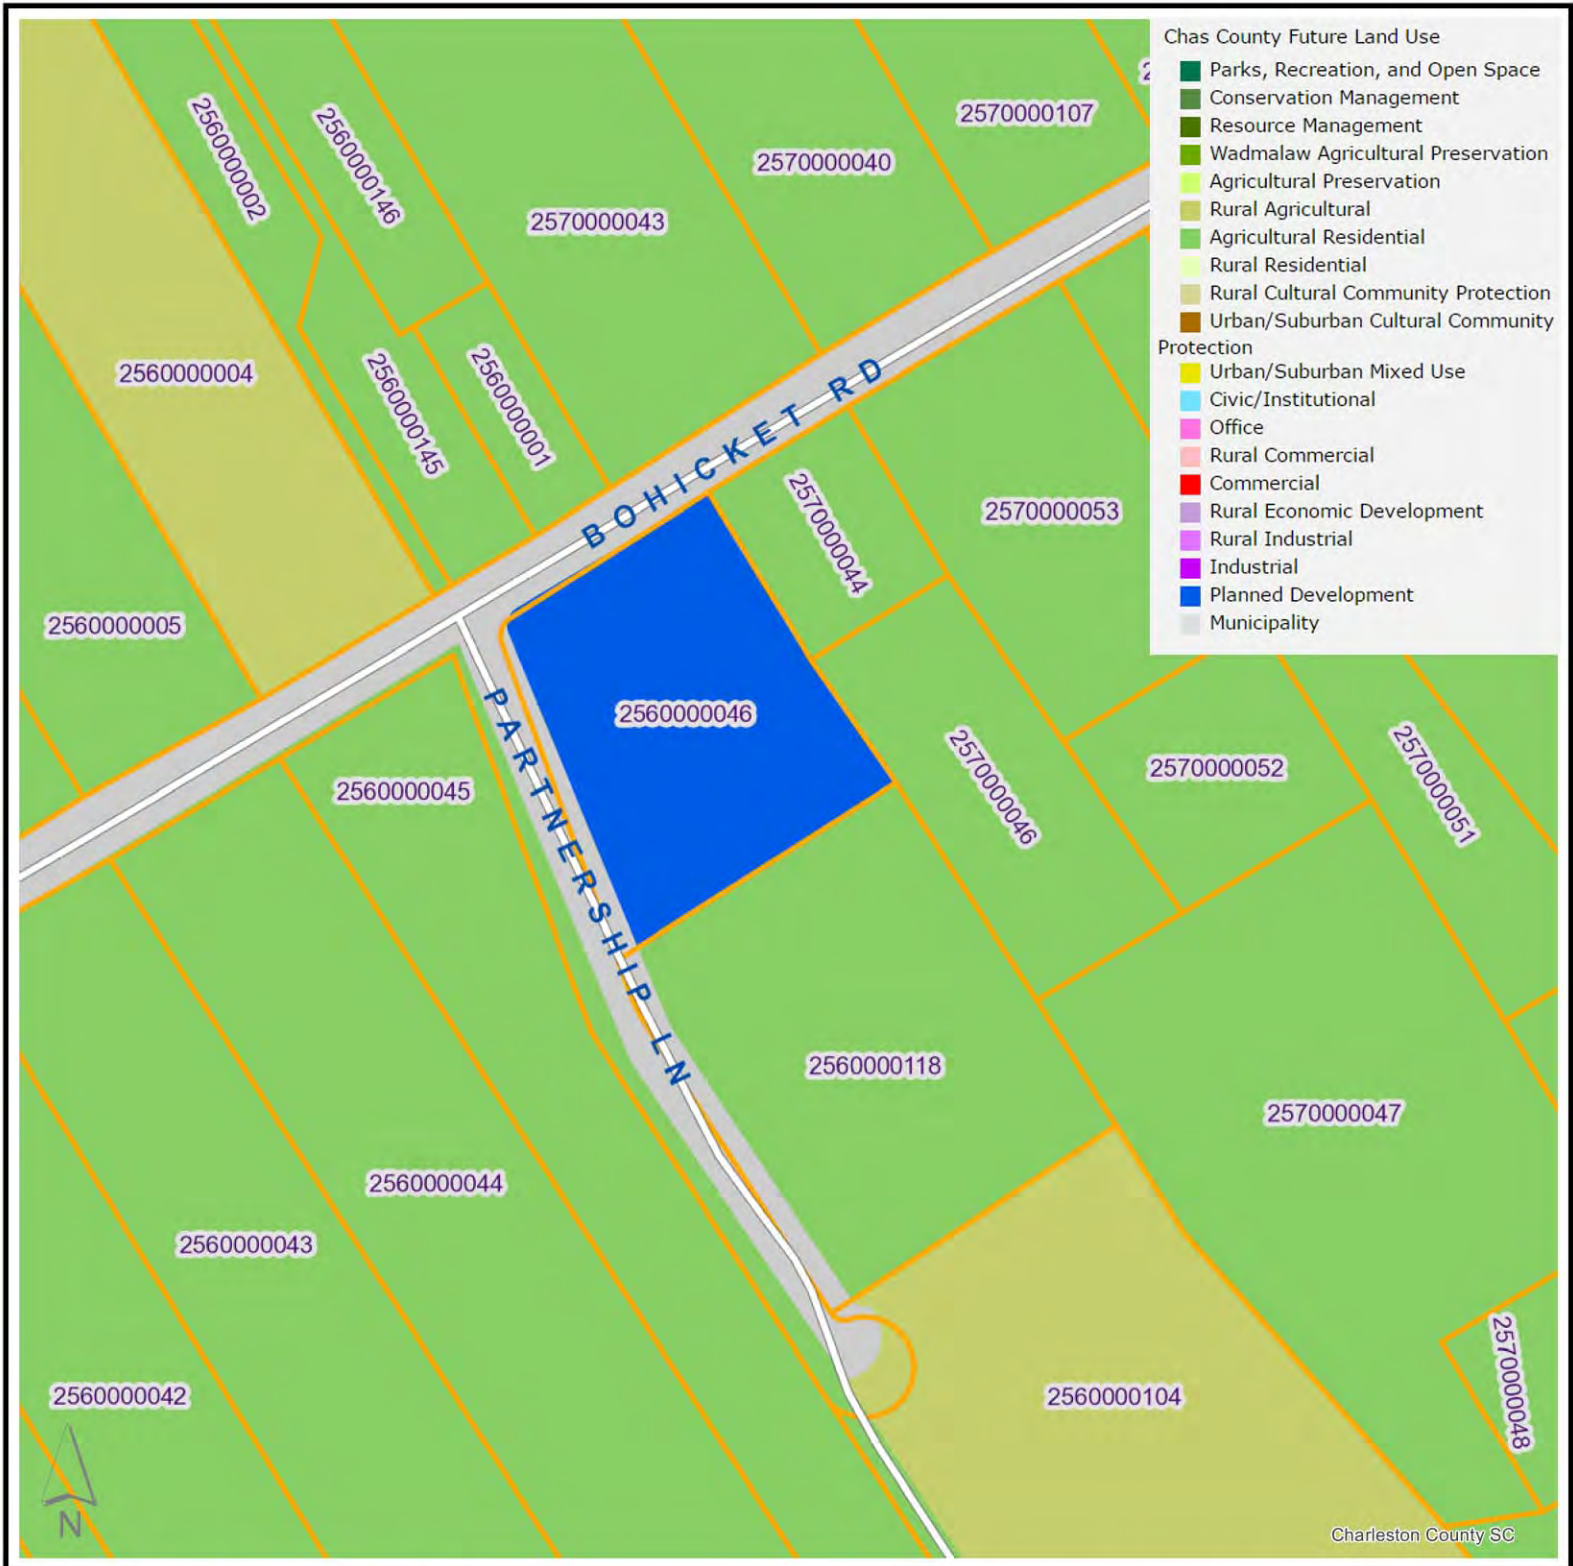 Chas County Future Land Use
Parks, Recreation, and Open Space
Conservation Management
Resource Management
Wadmalaw Agricultural Preservation
Agricultural Preservation
Rural Agricultural
Agricultural Residential
Rural Residential
Rural Cultural Community Protection
Urban/Suburban Cultural Community
Protection
Urban/Suburban Mixed Use
Civic/Institutional
Office
Rural Commercial
Commercial
Rural Economic Development
Rural Industrial
Industrial
Planned Development
Municipality
2560000002
2560000146
2570000043
2570000040
2570000107
2560000004
2560000145
2560000001
BOHICKET RD
2570000044
2570000053
2560000005
2560000046
2560000045
PARTNERSHIP LN
2570000046
2570000052
2570000051
2560000118
2570000047
2560000044
2560000043
2560000042
2560000104
2570000048
N
Charleston County SC